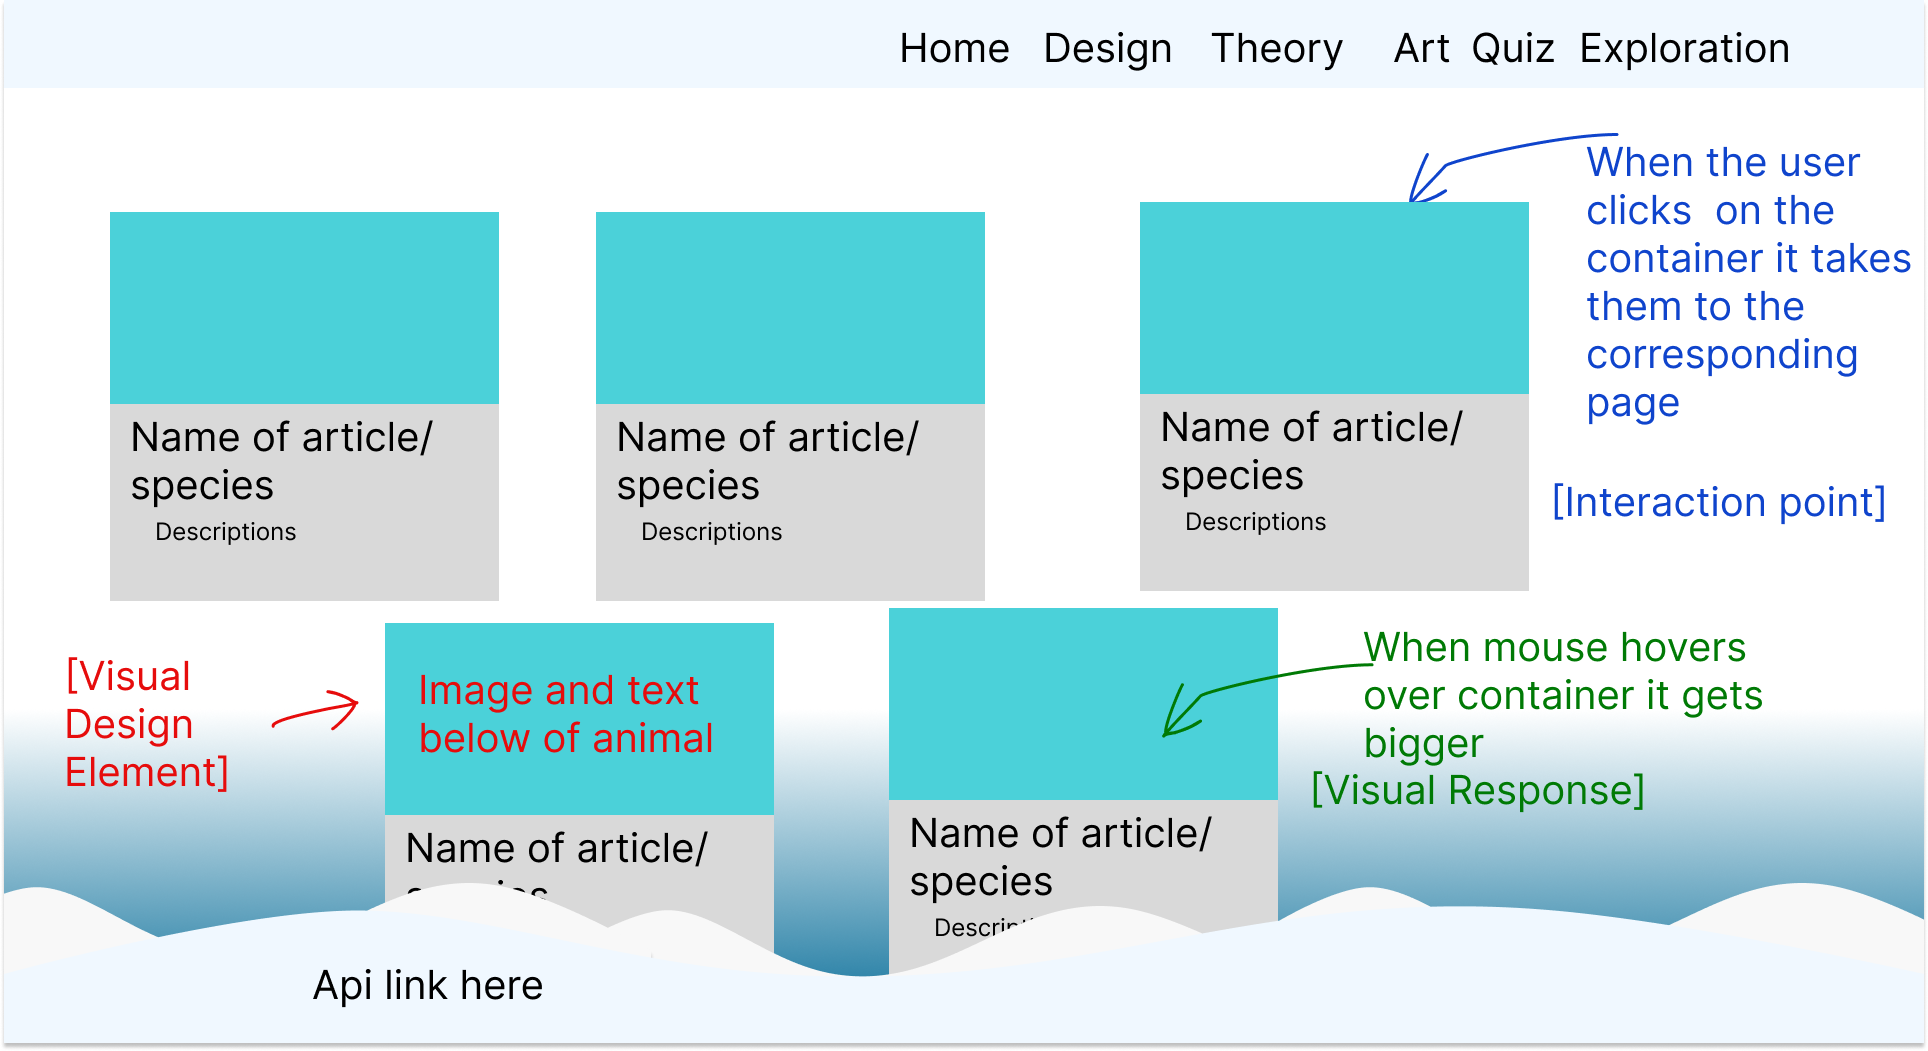 Home Design Theory Art Quiz Exploration
When the user
clicks  on the
container it takes
them to the
corresponding
page
[Interaction point]
Name of article/
species
Descriptions
Name of article/
species
Descriptions
Name of article/
species
Descriptions
[Visual
Design
Element]
Image and text
below of animal
Name of article/
When mouse hovers
over container it gets
bigger
[Visual Response]
Name of article/
species
Api link here